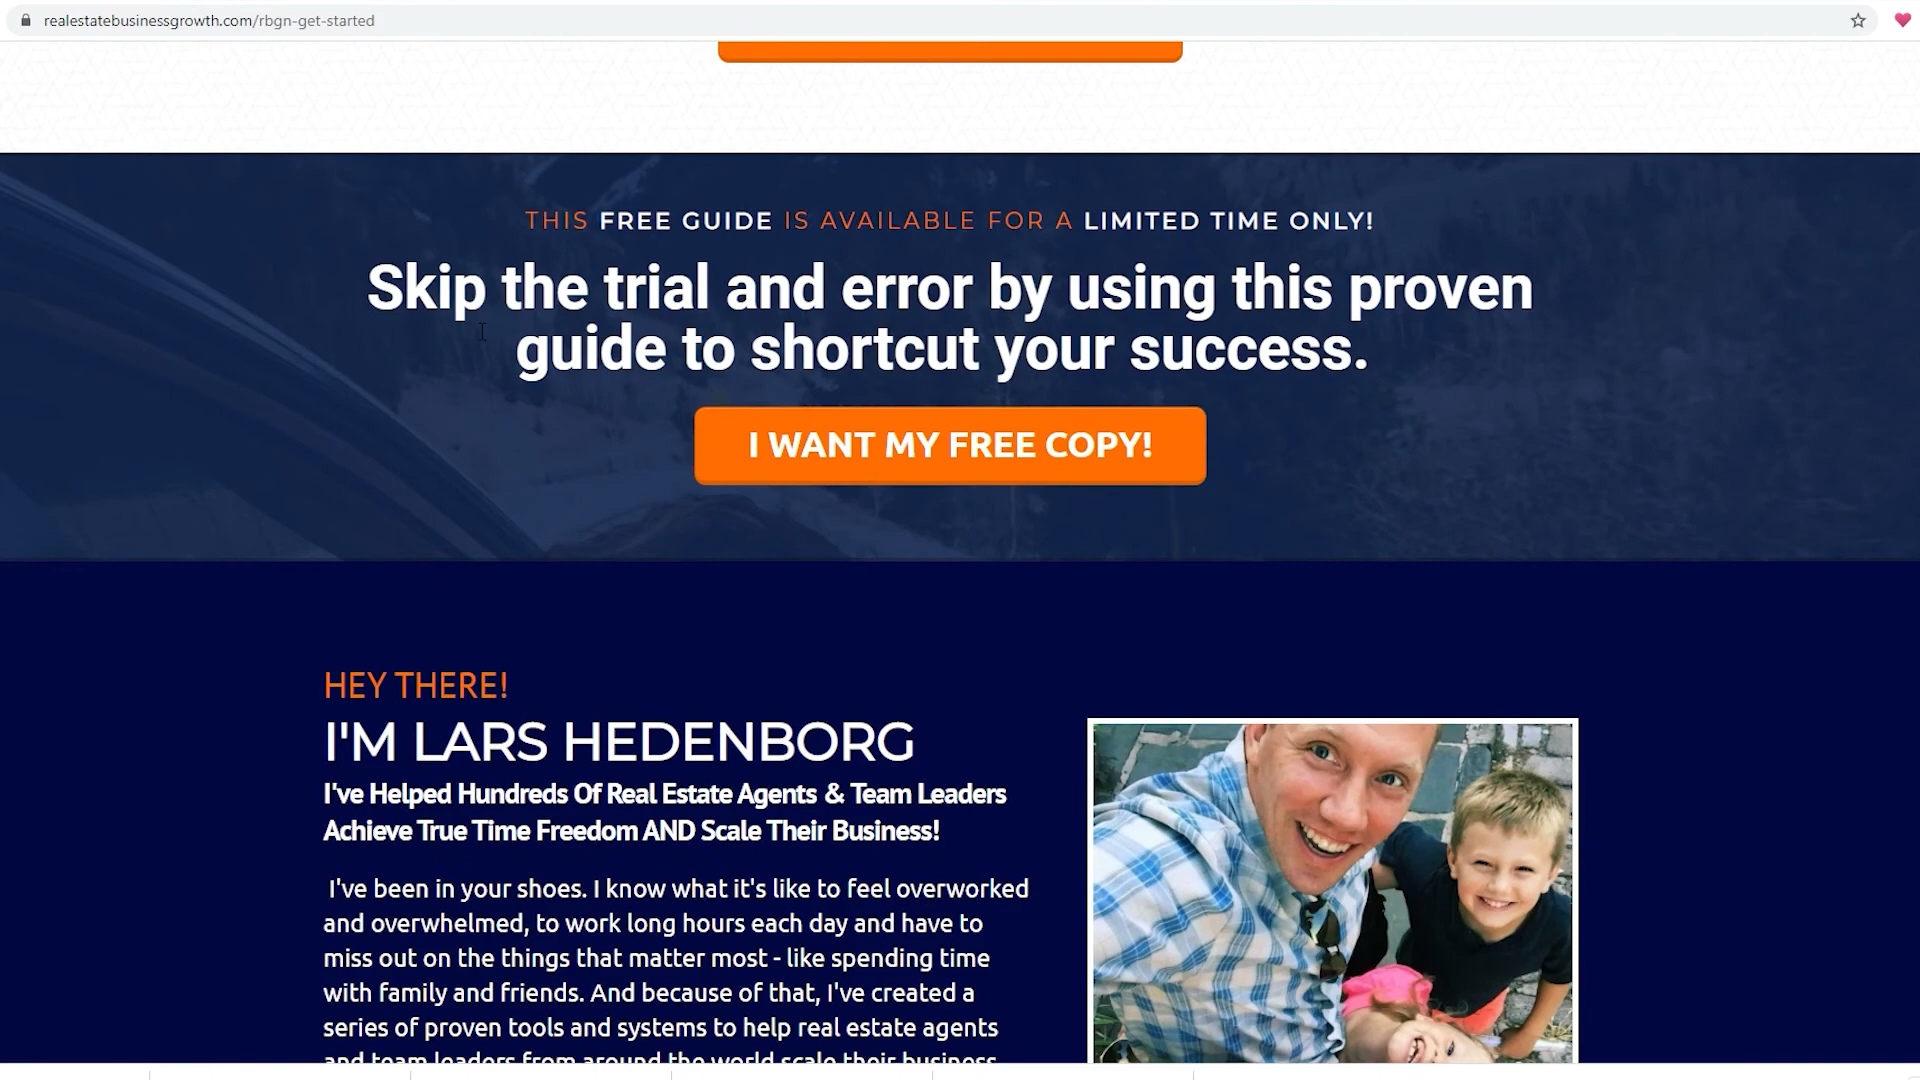 realestatebusinessgrowth.com/rbgn-get-started
THIS FREE GUIDE IS AVAILABLE FOR A LIMITED TIME ONLY!
Skip the trial and error by using this proven
guide to shortcut your success.
I WANT MY FREE COPY!
HEY THERE!
I'M LARS HEDENBORG
I've Helped Hundreds Of Real Estate Agents & Team Leaders
Achieve True Time Freedom AND Scale Their Business!
I've been in your shoes. I know what it's like to feel overworked
and overwhelmed, to work long hours each day and have to
miss out on the things that matter most - like spending time
with family and friends. And because of that, I've created a
series of proven tools and systems to help real estate agents
and team leaders from around the world scale their business